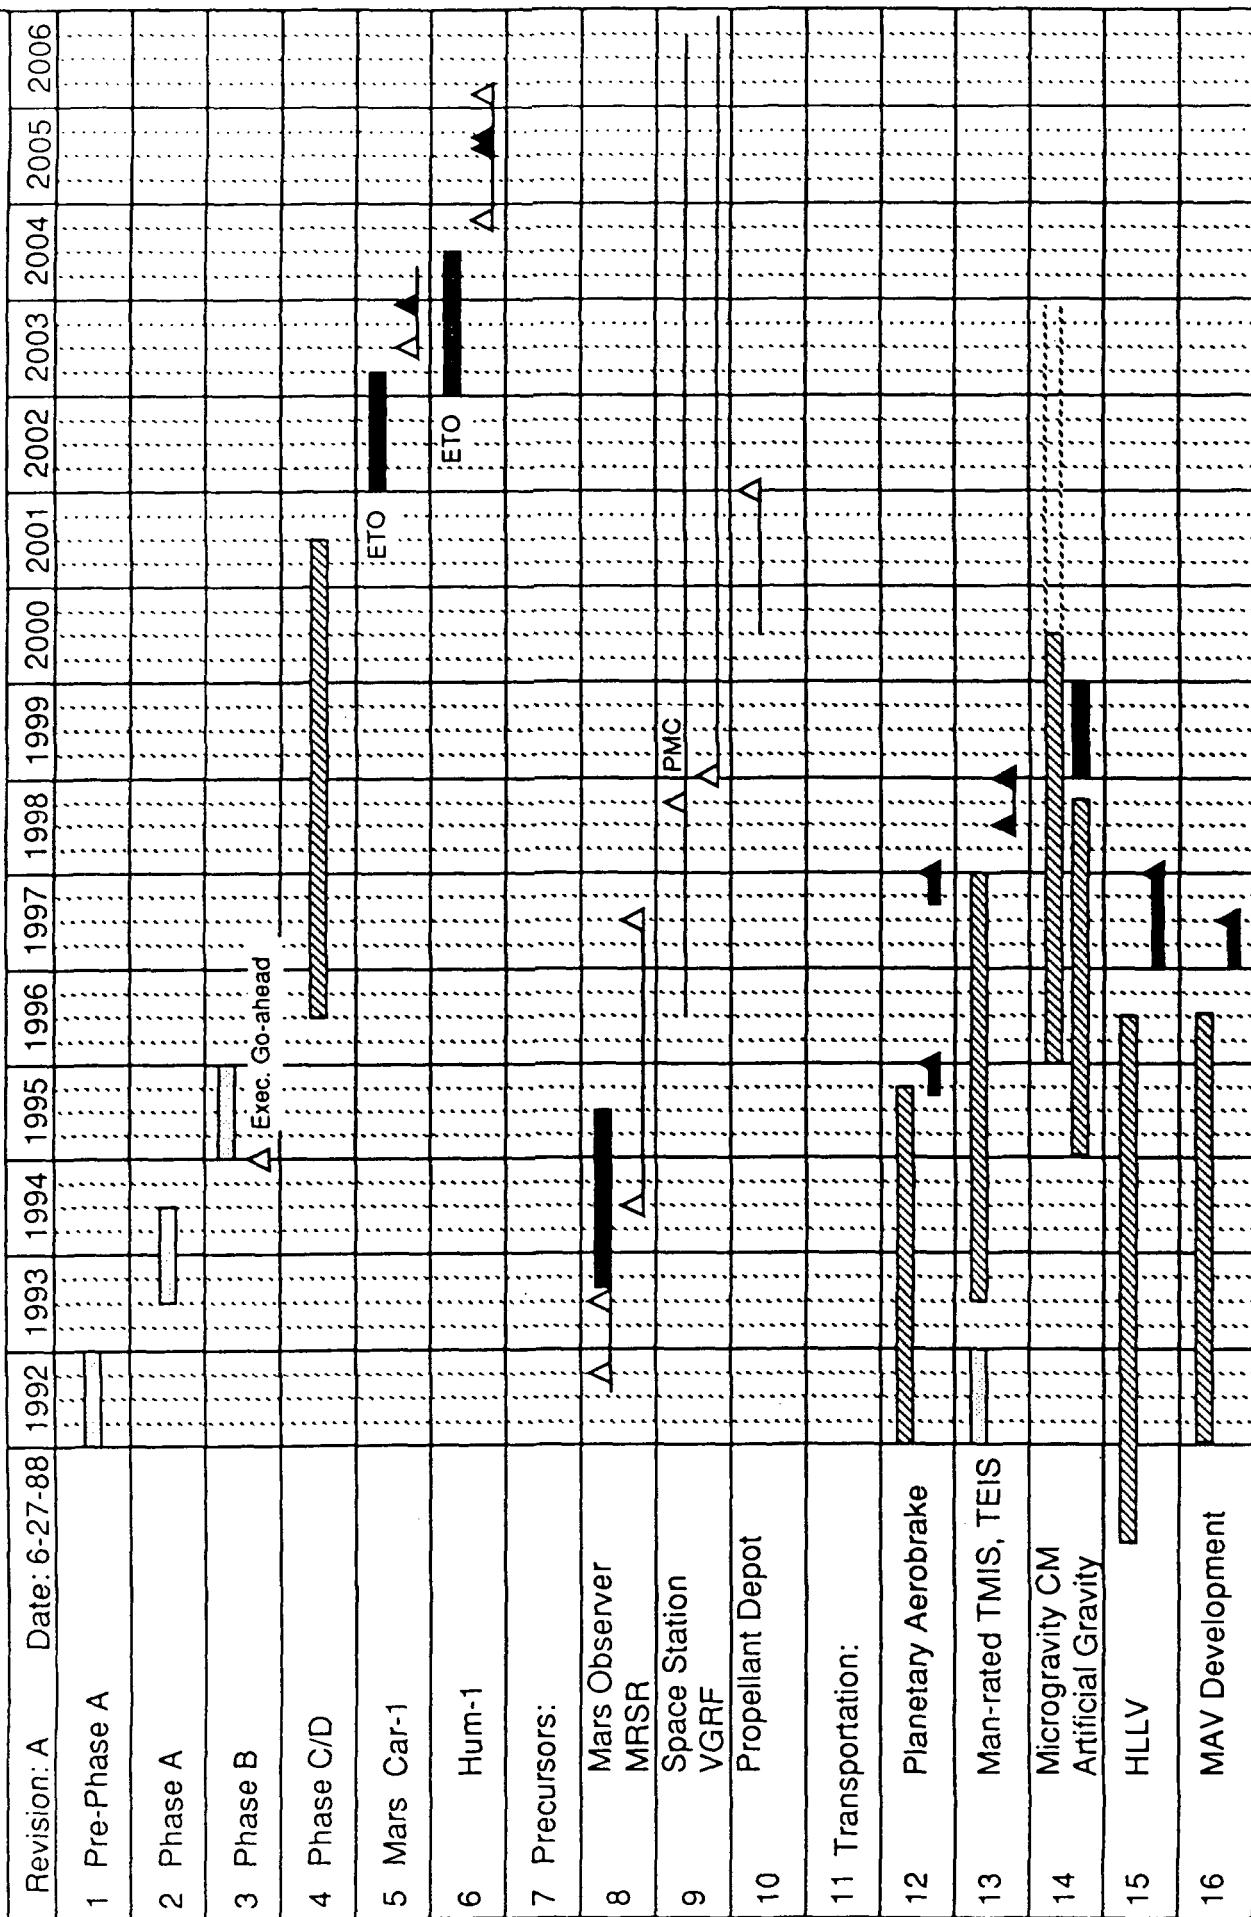 Revision: A Date: 6-27-88 1992 1993 1994 1995 1996 1997 1998 1999 2000 2001 2002 2003 2004 2005 2006
1 Pre-Phase A
2 Phase A
3 Phase B
Exec. Go-ahead
4 Phase C/D
5 Mars Car-1
ETO
6 Hum-1
ETO
7 Precursors:
8 Mars Observer
MRSR
9 Space Station
PMC
VGRF
10 Propellant Depot
11 Transportation:
12 Planetary Aerobrake
13 Man-rated TMIS, TEIS
14 Microgravity CM
Artificial Gravity
15 HLLV
16 MAV Development